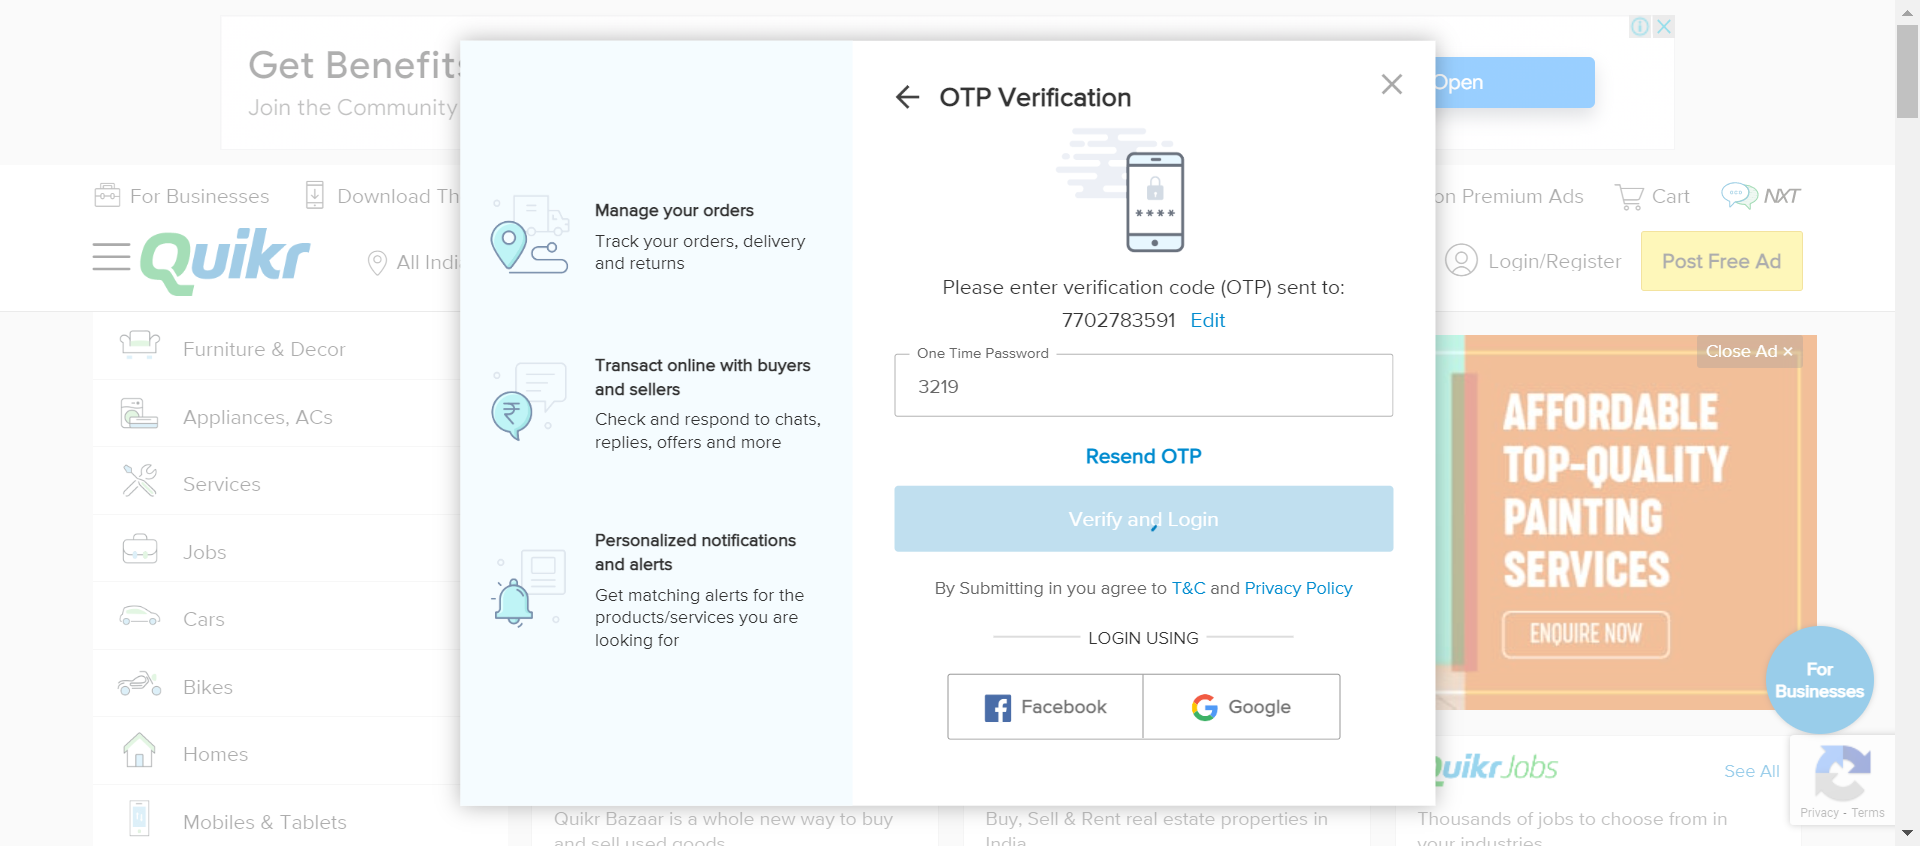 Get Benefits
Join the Community
Open
For Businesses
Download Th
on Premium Ads
Cart
NXT
Quikr
All Indi
Login/Register
Post Free Ad
Furniture & Decor
Appliances, ACs
Services
Jobs
Cars
Bikes
Homes
Mobiles & Tablets
Manage your orders
Track your orders, delivery
and returns
Transact online with buyers
and sellers
Check and respond to chats,
replies, offers and more
Personalized notifications
and alerts
Get matching alerts for the
products/services you are
looking for
OTP Verification
****
Please enter verification code (OTP) sent to:
7702783591 Edit
One Time Password
3219
Resend OTP
Verify and Login
By Submitting in you agree to T&C and Privacy Policy
LOGIN USING
Facebook
Google
Close Ad ×
AFFORDABLE
TOP-QUALITY
PAINTING
SERVICES
ENQUIRE NOW
For
Businesses
QuikrJobs
See All
Privacy - Terms
Quikr Bazaar is a whole new way to buy
and sell used goods
Buy, Sell & Rent real estate properties in
India
Thousands of jobs to choose from in
your industries